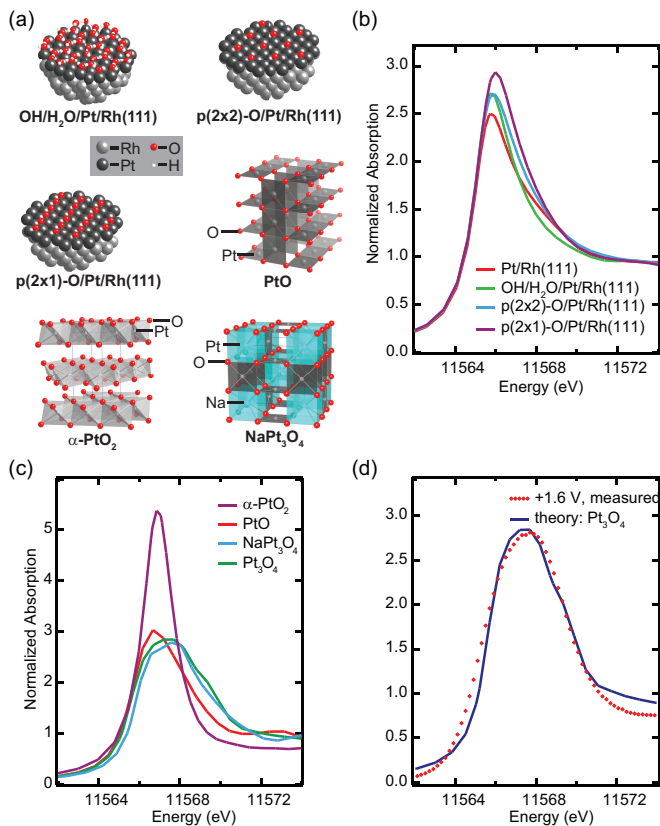 (a)
OH/H₂O/Pt/Rh(111)
p(2x2)-O/Pt/Rh(111)
Rh
O
Pt
H
p(2x1)-O/Pt/Rh(111)
O
Pt
PtO
O
Pt
α-PtO₂
Pt
O
Na
NaPt₃O₄
(b)
Normalized Absorption
3.0
2.5
2.0
1.5
1.0
0.5
0.0
Pt/Rh(111)
OH/H₂O/Pt/Rh(111)
p(2x2)-O/Pt/Rh(111)
p(2x1)-O/Pt/Rh(111)
11564
11568
11572
Energy (eV)
(c)
Normalized Absorption
5
4
3
2
1
0
α-PtO₂
PtO
NaPt₃O₄
Pt₃O₄
11564
11568
11572
Energy (eV)
(d)
3.0
2.5
2.0
1.5
1.0
0.5
0.0
+1.6 V, measured
theory: Pt₃O₄
11564
11568
11572
Energy (eV)